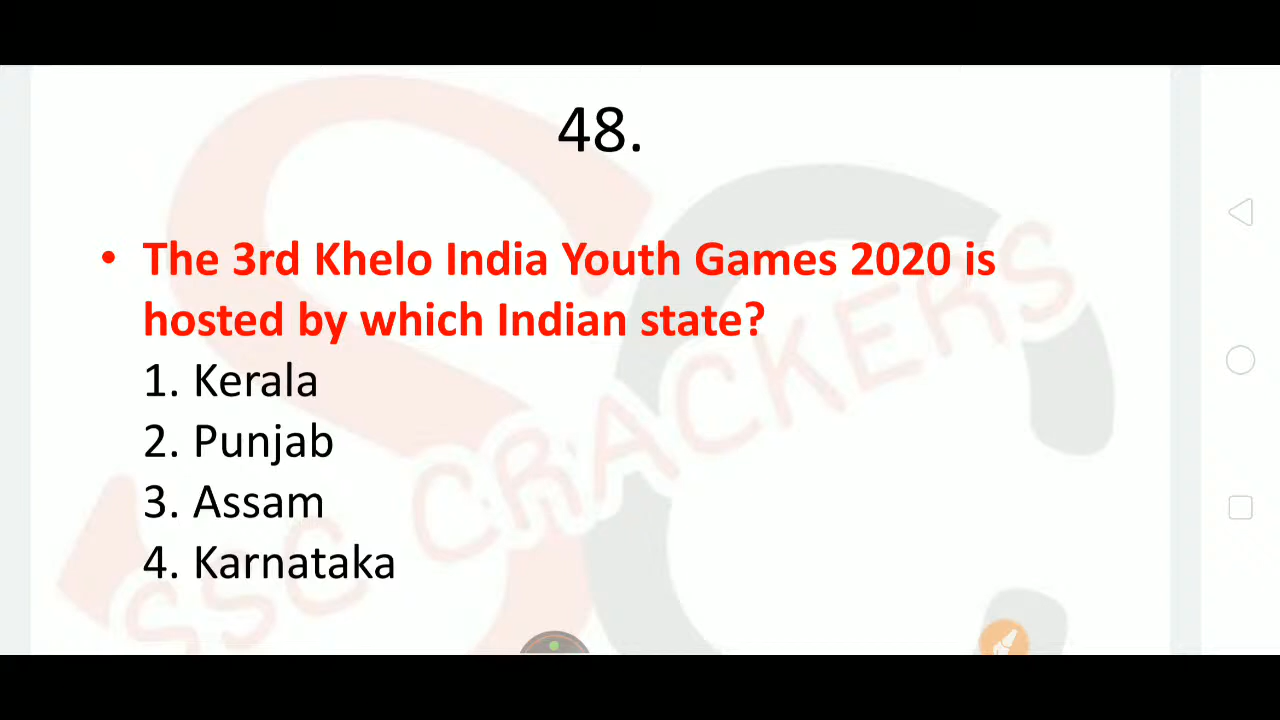 48.
• The 3rd Khelo India Youth Games 2020 is
hosted by which Indian state?
1. Kerala
2. Punjab
3. Assam
4. Karnataka
SSC CRACKERS